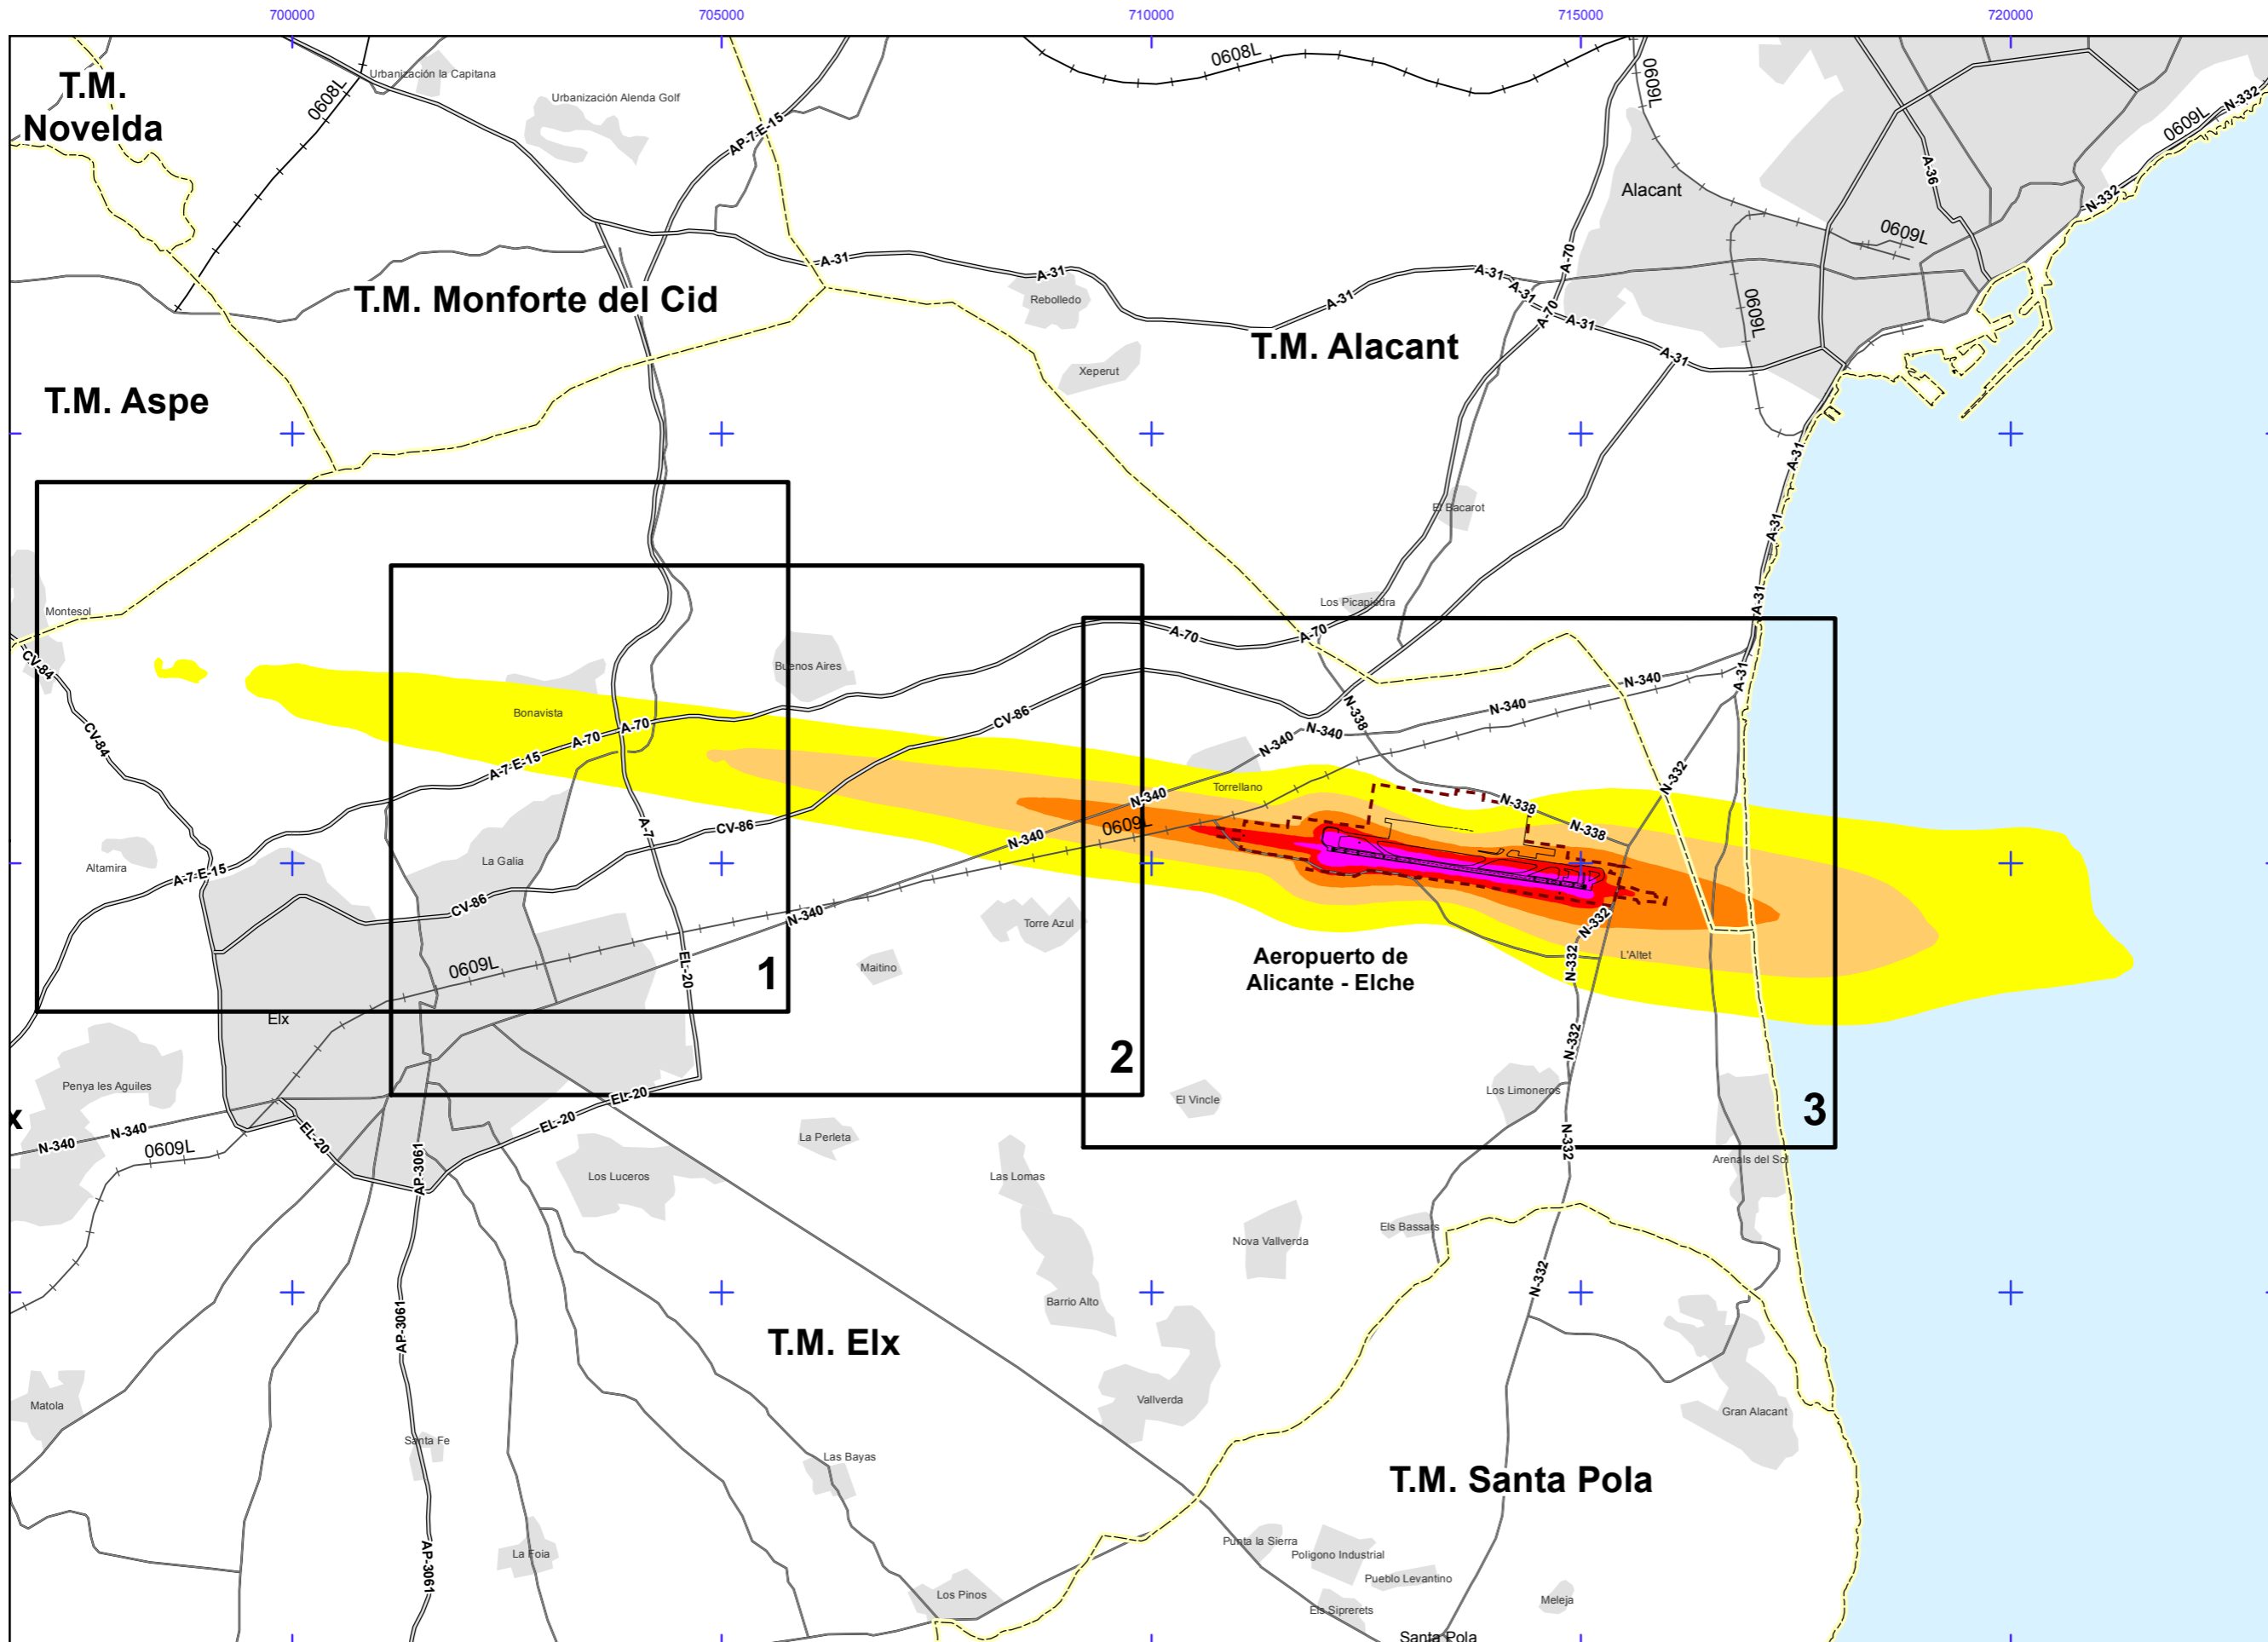 700000
705000
710000
715000
720000
T.M.
Novelda
Urbanización la Capitana
0608L
Urbanización Alenda Golf
AP-7-E-15
0608L
0609L
N-332
0609L
A-36
N-332
Alacant
0609L
A-70
A-31
A-31
A-31
A-31
A-31
A-31
A-31
A-70
0609L
T.M. Monforte del Cid
Rebolledo
T.M. Alacant
Xeperut
T.M. Aspe
A-31
El Bacarot
A-31
Montesol
Los Picapiedra
A-31
CV-84
A-70
A-70
Buenos Aires
A-31
N-340
Bonavista
A-70
A-70
CV-86
N-338
N-340
N-340
N-340
CV-84
A-7-E-15
N-332
Torrellano
N-340
N-338
N-338
0609L
A-7
CV-86
N-340
Altamira
A-7-E-15
La Galia
CV-86
N-340
Torre Azul
N-332
N-332
L'Altet
Aeropuerto de
Alicante - Elche
0609L
Maitino
EL-20
1
Elx
2
N-332
3
Penya les Aguiles
x
N-340
N-340
0609L
EL-20
EL-20
EL-20
El Vincle
Los Limoneros
La Perleta
N-332
AP-3061
Los Luceros
Las Lomas
Arenals del Sol
Els Bassars
Nova Vallverda
N-332
Barrio Alto
AP-3061
T.M. Elx
Matola
Vallverda
Gran Alacant
Santa Fe
Las Bayas
T.M. Santa Pola
Punta la Sierra
Poligono Industrial
La Foia
AP-3061
Pueblo Levantino
Los Pinos
Meleja
Els Siprerets
Santa Pola